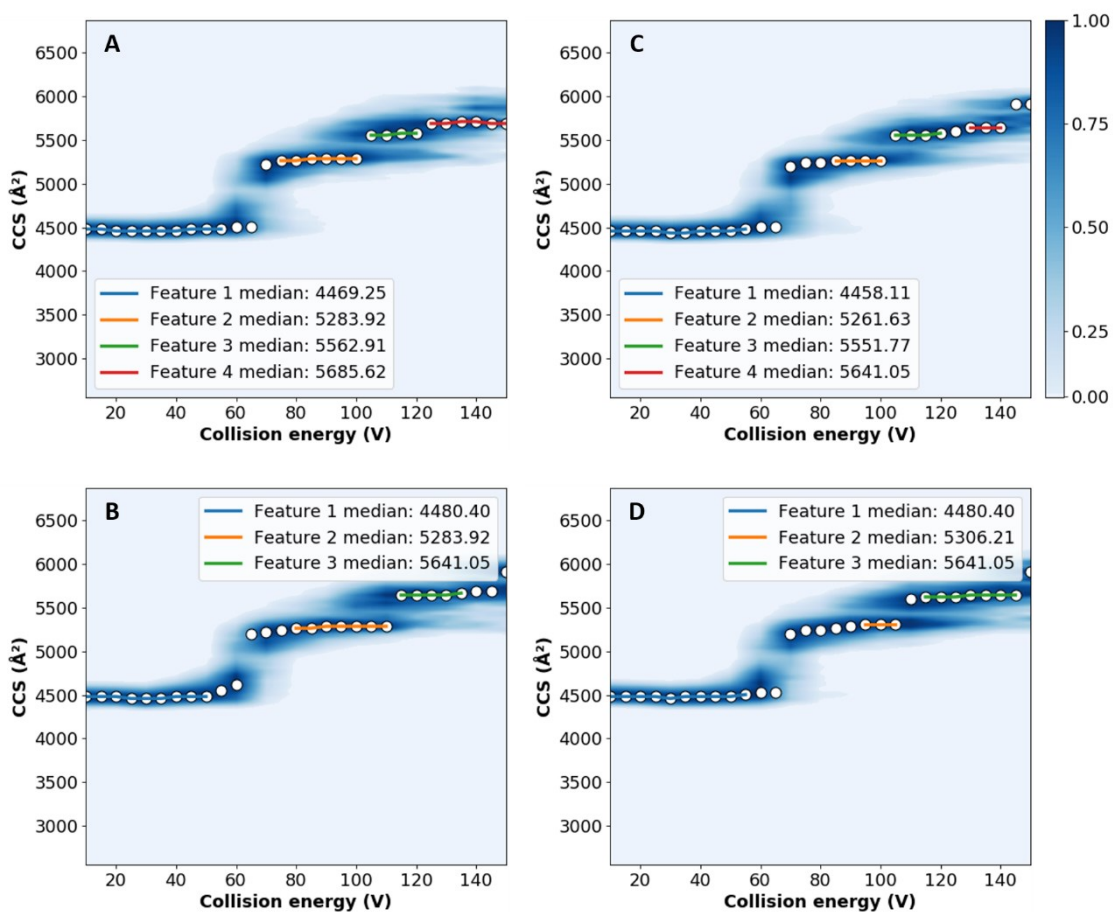 A
6500
6000
5500
5000
4500
4000
3500
3000
CCS (Å²)
Feature 1 median: 4469.25
Feature 2 median: 5283.92
Feature 3 median: 5562.91
Feature 4 median: 5685.62
20 40 60 80 100 120 140
Collision energy (V)
C
6500
6000
5500
5000
4500
4000
3500
3000
CCS (Å²)
Feature 1 median: 4458.11
Feature 2 median: 5261.63
Feature 3 median: 5551.77
Feature 4 median: 5641.05
20 40 60 80 100 120 140
Collision energy (V)
1.00
0.75
0.50
0.25
0.00
B
6500
6000
5500
5000
4500
4000
3500
3000
CCS (Å²)
Feature 1 median: 4480.40
Feature 2 median: 5283.92
Feature 3 median: 5641.05
20 40 60 80 100 120 140
Collision energy (V)
D
6500
6000
5500
5000
4500
4000
3500
3000
CCS (Å²)
Feature 1 median: 4480.40
Feature 2 median: 5306.21
Feature 3 median: 5641.05
20 40 60 80 100 120 140
Collision energy (V)